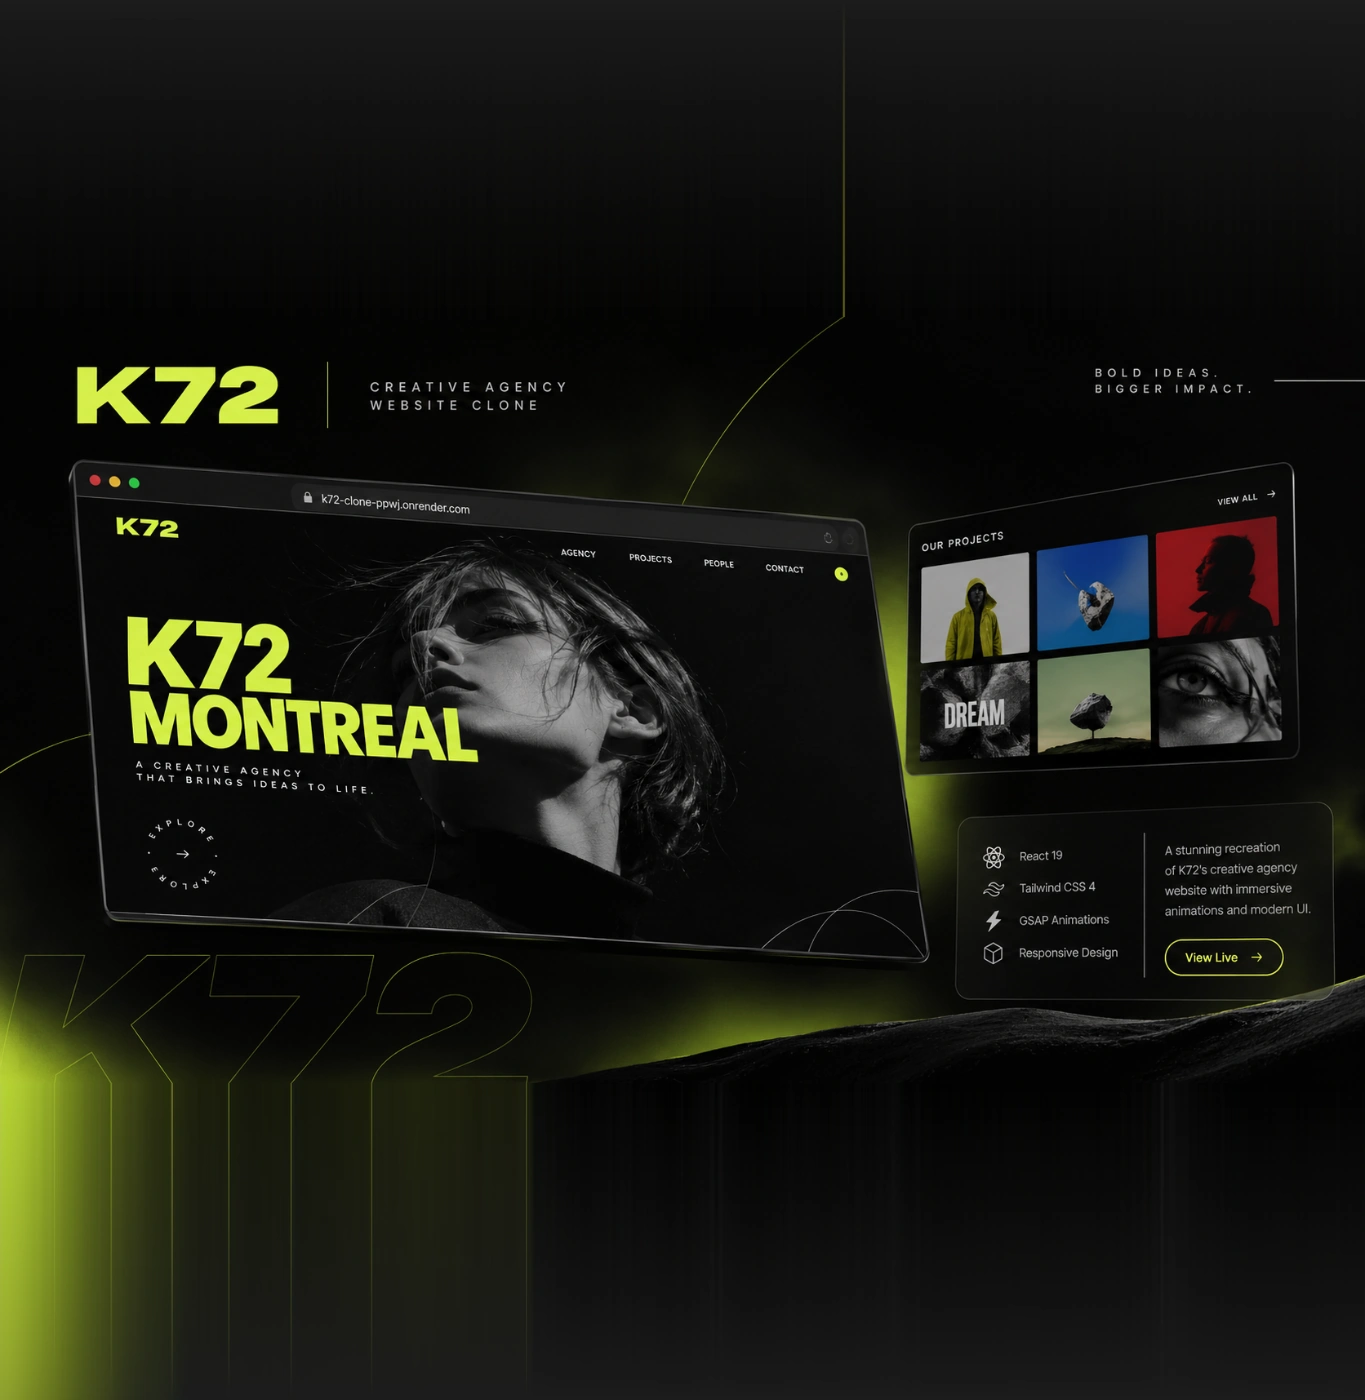 K72
CREATIVE AGENCY
WEBSITE CLONE
BOLD IDEAS.
BIGGER IMPACT.
k72-clone-ppwj.onrender.com
K72
AGENCY
PROJECTS
PEOPLE
CONTACT
K72
MONTREAL
A CREATIVE AGENCY
THAT BRINGS IDEAS TO LIFE.
EXPLORE · EXPLORE ·
OUR PROJECTS
VIEW ALL →
DREAM
React 19
Tailwind CSS 4
GSAP Animations
Responsive Design
A stunning recreation
of K72's creative agency
website with immersive
animations and modern UI.
View Live →
K72